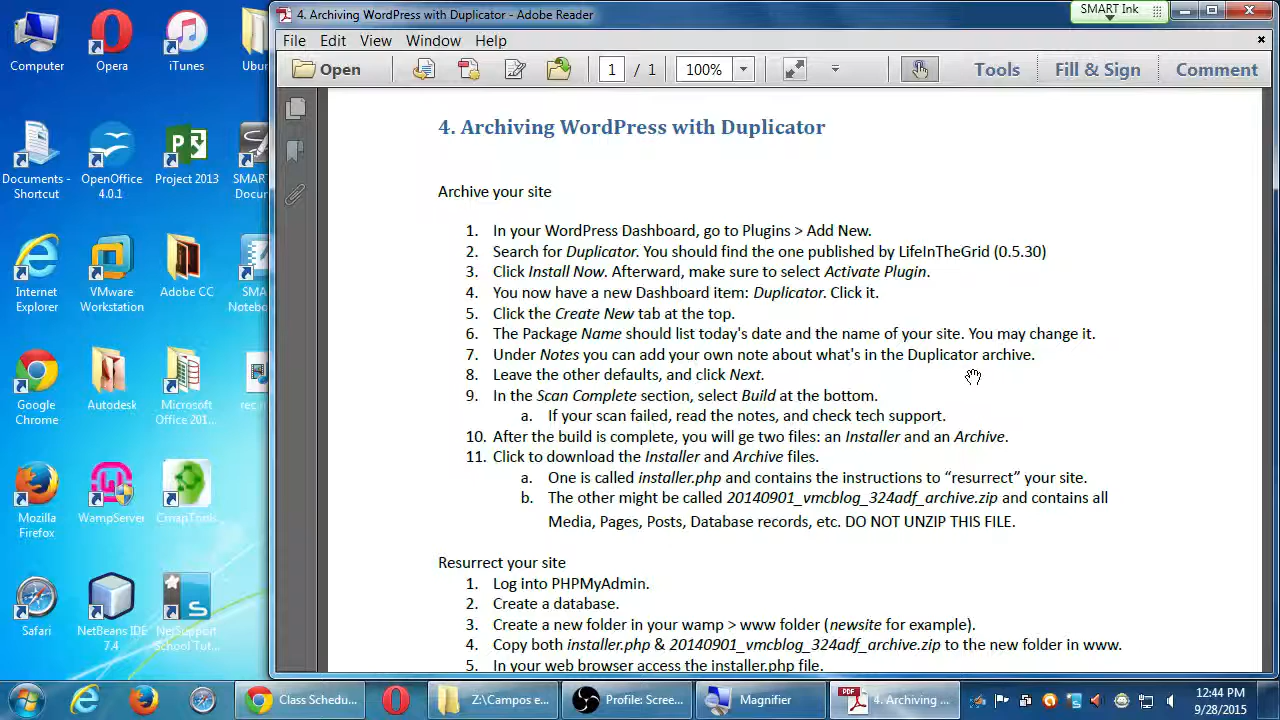 4. Archiving WordPress with Duplicator - Adobe Reader
SMART Ink
File Edit View Window Help
Open 1 / 1 100% Tools Fill & Sign Comment
Computer
Opera
iTunes
Ubur
Documents - Shortcut
OpenOffice 4.0.1
Project 2013
SMA
Docu
Internet Explorer
VMware Workstation
Adobe CC
SMA
Noteb
Google Chrome
Autodesk
Microsoft Office 201...
rec
Mozilla Firefox
WampServer
CmapTools
Safari
NetBeans IDE 7.4
NetSupport School Tut...
4. Archiving WordPress with Duplicator
Archive your site
1. In your WordPress Dashboard, go to Plugins > Add New.
2. Search for Duplicator. You should find the one published by LifeInTheGrid (0.5.30)
3. Click Install Now. Afterward, make sure to select Activate Plugin.
4. You now have a new Dashboard item: Duplicator. Click it.
5. Click the Create New tab at the top.
6. The Package Name should list today's date and the name of your site. You may change it.
7. Under Notes you can add your own note about what's in the Duplicator archive.
8. Leave the other defaults, and click Next.
9. In the Scan Complete section, select Build at the bottom.
a. If your scan failed, read the notes, and check tech support.
10. After the build is complete, you will ge two files: an Installer and an Archive.
11. Click to download the Installer and Archive files.
a. One is called installer.php and contains the instructions to “resurrect” your site.
b. The other might be called 20140901_vmcblog_324adf_archive.zip and contains all
Media, Pages, Posts, Database records, etc. DO NOT UNZIP THIS FILE.
Resurrect your site
1. Log into PHPMyAdmin.
2. Create a database.
3. Create a new folder in your wamp > www folder (newsite for example).
4. Copy both installer.php & 20140901_vmcblog_324adf_archive.zip to the new folder in www.
5. In your web browser access the installer.php file.
Class Schedu... Z:\Campos e... Profile: Scree... Magnifier 4. Archiving ...
12:44 PM
9/28/2015